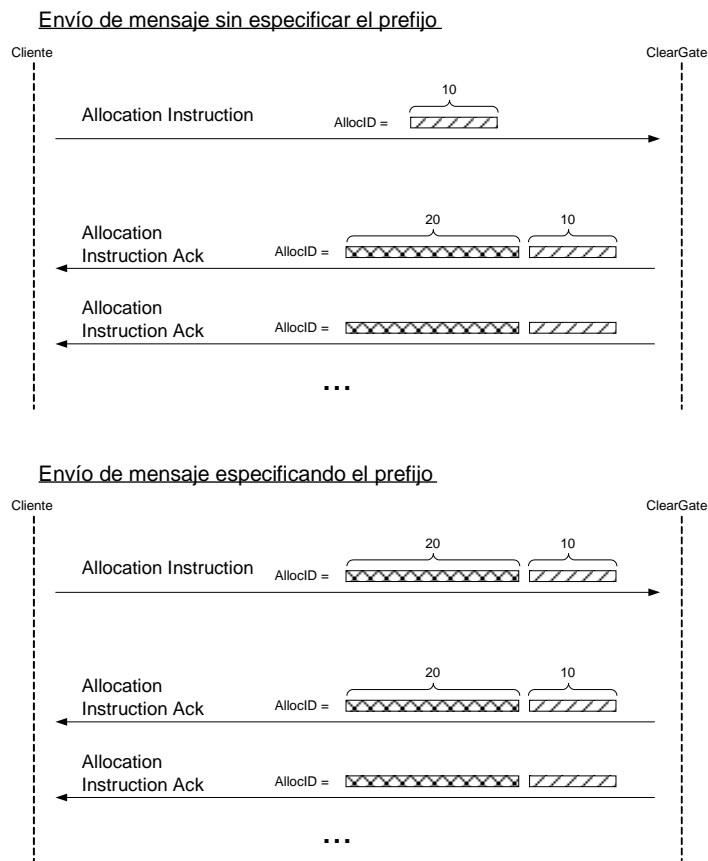 Envío de mensaje sin especificar el prefijo
Cliente
ClearGate
10
Allocation Instruction
AllocID =
20
10
Allocation
Instruction Ack
AllocID =
Allocation
Instruction Ack
AllocID =
...
Envío de mensaje especificando el prefijo
Cliente
ClearGate
20
10
Allocation Instruction
AllocID =
20
10
Allocation
Instruction Ack
AllocID =
Allocation
Instruction Ack
AllocID =
...